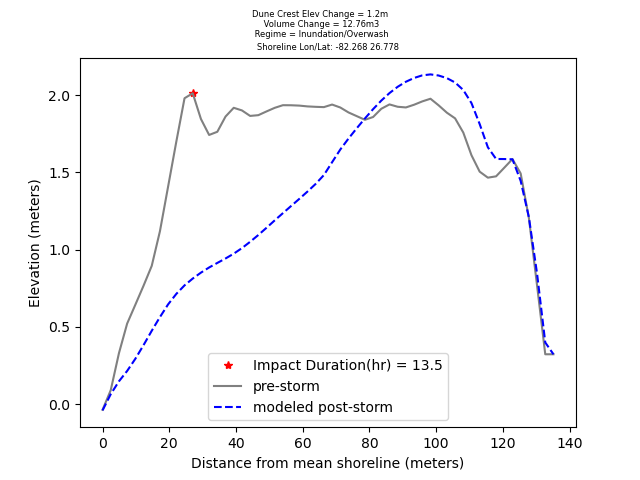 Dune Crest Elev Change = 1.2m
Volume Change = 12.76m3
Regime = Inundation/Overwash
Shoreline Lon/Lat: -82.268 26.778
2.0
1.5
1.0
0.5
0.0
Elevation (meters)
Impact Duration(hr) = 13.5
pre-storm
modeled post-storm
0 20 40 60 80 100 120 140
Distance from mean shoreline (meters)